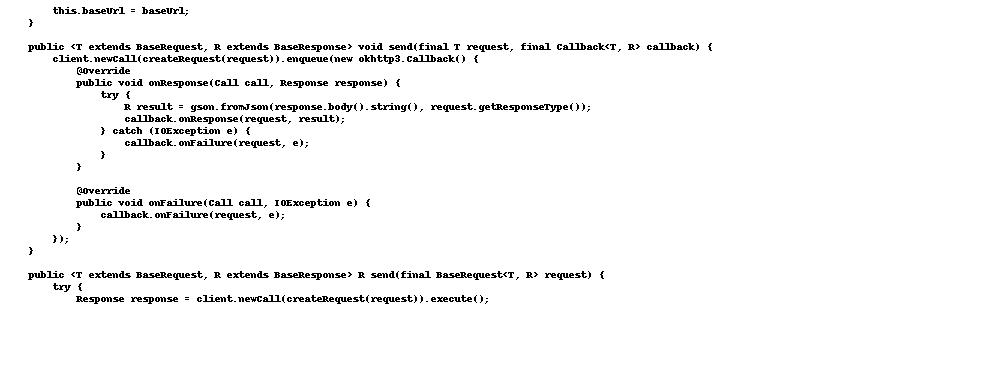 this.baseUrl = baseUrl;
}
public <T extends BaseRequest, R extends BaseResponse> void send(final T request, final Callback<T, R> callback) {
client.newCall(createRequest(request)).enqueue(new okhttp3.Callback() {
@Override
public void onResponse(Call call, Response response) {
try {
R result = gson.fromJson(response.body().string(), request.getResponseType());
callback.onResponse(request, result);
} catch (IOException e) {
callback.onFailure(request, e);
}
}
@Override
public void onFailure(Call call, IOException e) {
callback.onFailure(request, e);
}
});
}
public <T extends BaseRequest, R extends BaseResponse> R send(final BaseRequest<T, R> request) {
try {
Response response = client.newCall(createRequest(request)).execute();